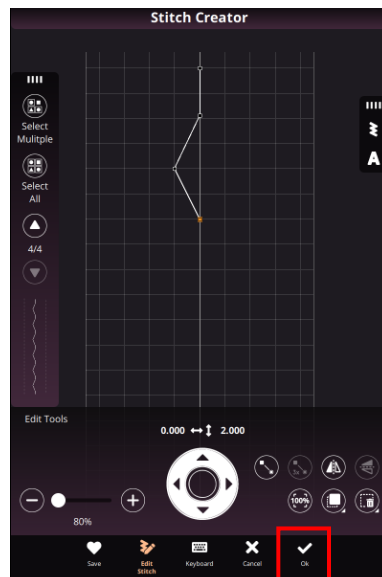 Stitch Creator
Select
Mulitple
Select
All
4/4
A
Edit Tools
0.000 2.000
3x
100%
80%
Save
Edit
Stitch
Keyboard
Cancel
Ok